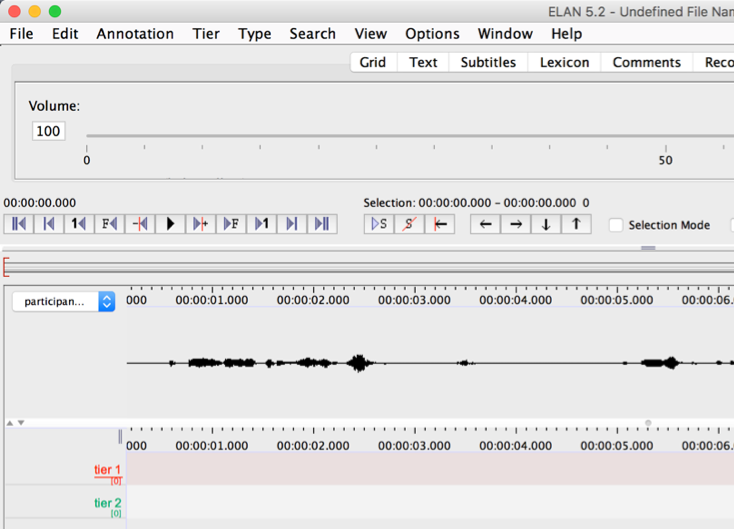 ELAN 5.2 - Undefined File Nam
File Edit Annotation Tier Type Search View Options Window Help
Grid Text Subtitles Lexicon Comments Reco
Volume:
100
0 50
00:00:00.000 Selection: 00:00:00.000 - 00:00:00.000 0
1 F F 1 S S Selection Mode
participan...
000 00:00:01.000 00:00:02.000 00:00:03.000 00:00:04.000 00:00:05.000 00:00:06.
000 00:00:01.000 00:00:02.000 00:00:03.000 00:00:04.000 00:00:05.000 00:00:06.
tier 1
[0]
tier 2
[0]